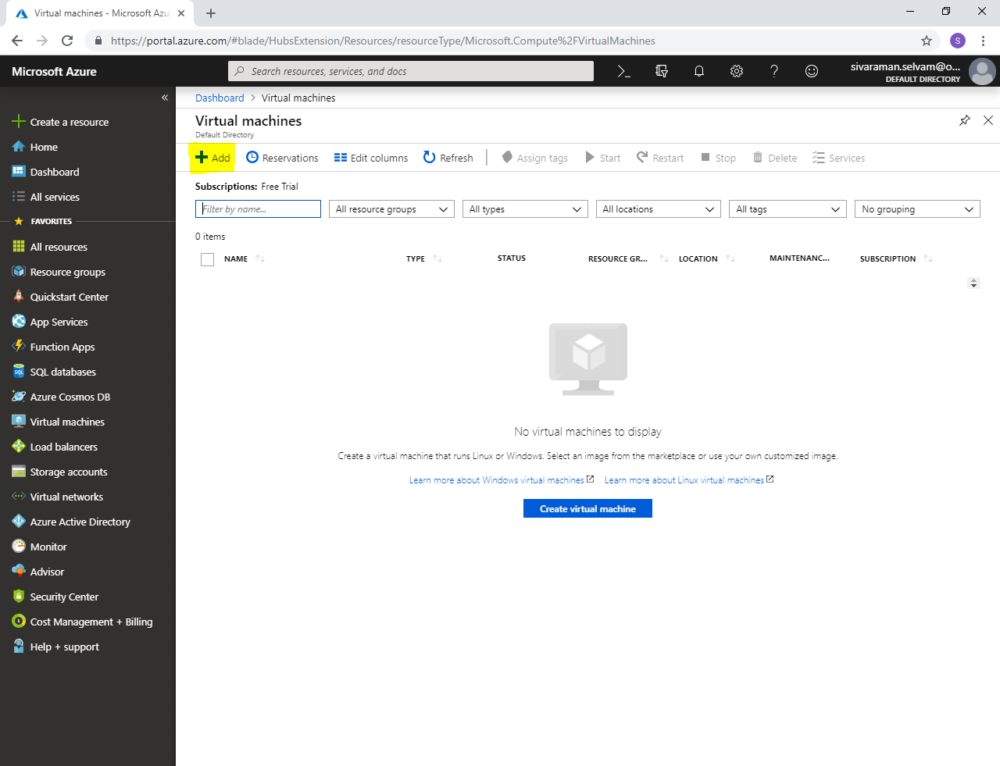 Virtual machines - Microsoft Azu
https://portal.azure.com/#blade/HubsExtension/Resources/resourceType/Microsoft.Compute%2FVirtualMachines
S
Microsoft Azure
Search resources, services, and docs
sivaraman.selvam@o...
DEFAULT DIRECTORY
Create a resource
Home
Dashboard
All services
FAVORITES
All resources
Resource groups
Quickstart Center
App Services
Function Apps
SQL
SQL databases
Azure Cosmos DB
Virtual machines
Load balancers
Storage accounts
Virtual networks
Azure Active Directory
Monitor
Advisor
Security Center
Cost Management + Billing
Help + support
Dashboard > Virtual machines
Virtual machines
Default Directory
Add Reservations Edit columns Refresh Assign tags Start Restart Stop Delete Services
Subscriptions: Free Trial
Filter by name... All resource groups All types All locations All tags No grouping
0 items
NAME TYPE STATUS RESOURCE GR... LOCATION MAINTENANC... SUBSCRIPTION
No virtual machines to display
Create a virtual machine that runs Linux or Windows. Select an image from the marketplace or use your own customized image.
Learn more about Windows virtual machines Learn more about Linux virtual machines
Create virtual machine